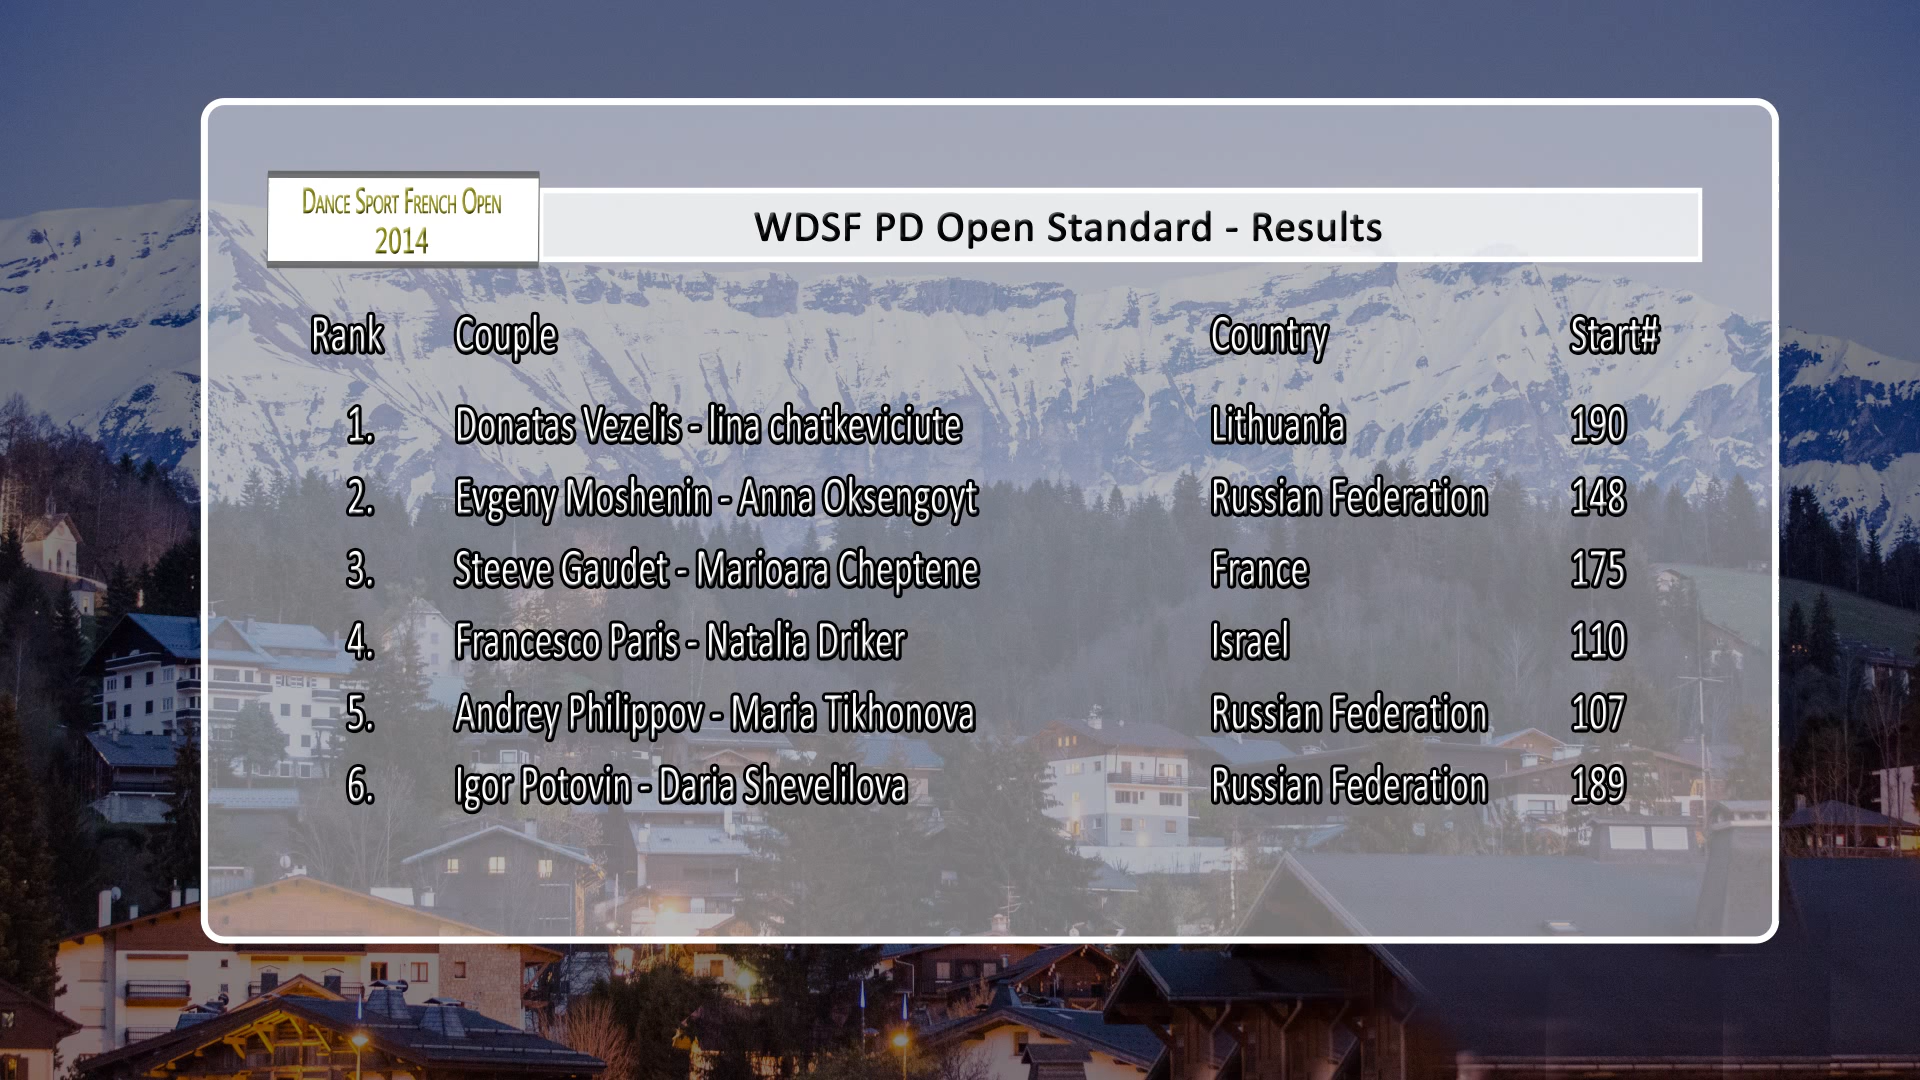 Dance Sport French Open
2014
WDSF PD Open Standard - Results
Rank Couple Country Start#
1. Donatas Vezelis - lina chatkeviciute Lithuania 190
2. Evgeny Moshenin - Anna Oksengoyt Russian Federation 148
3. Steeve Gaudet - Marioara Cheptene France 175
4. Francesco Paris - Natalia Driker Israel 110
5. Andrey Philippov - Maria Tikhonova Russian Federation 107
6. Igor Potovin - Daria Shevelilova Russian Federation 189